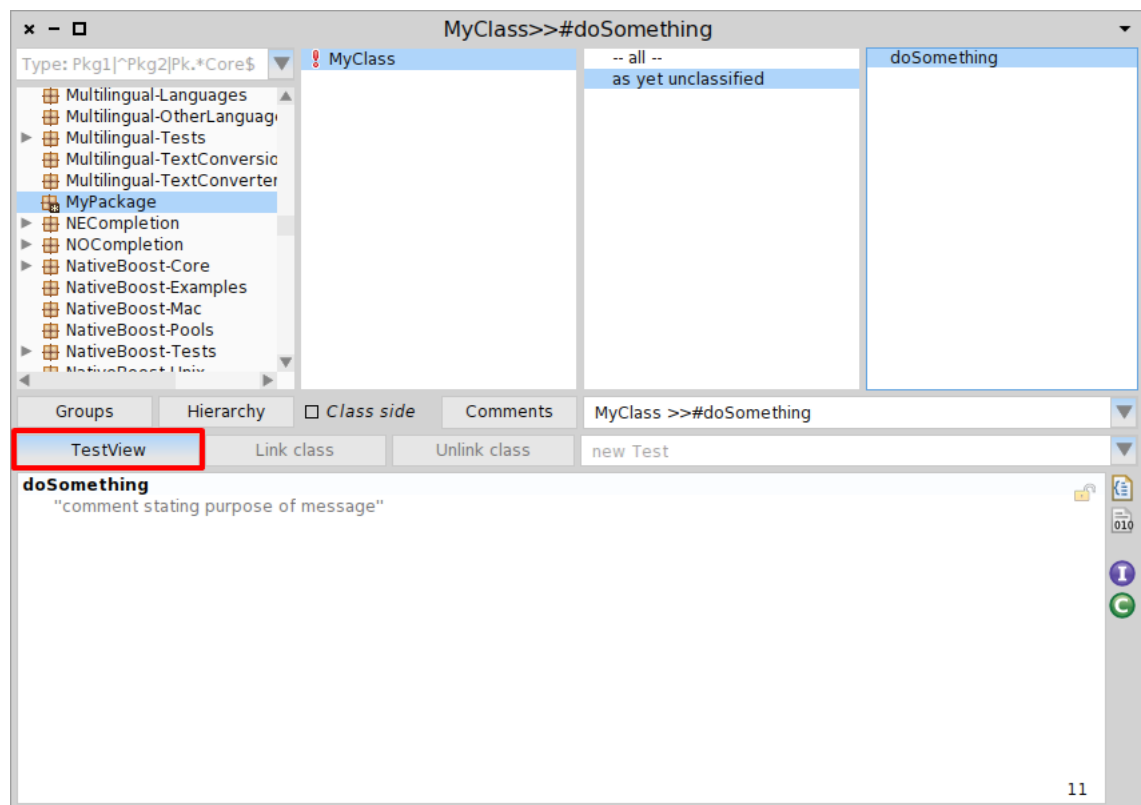 MyClass>>#doSomething
Type: Pkg1|^Pkg2|Pk.*Core$
Multilingual-Languages
Multilingual-OtherLanguag
Multilingual-Tests
Multilingual-TextConversio
Multilingual-TextConverter
MyPackage
NECompletion
NOCompletion
NativeBoost-Core
NativeBoost-Examples
NativeBoost-Mac
NativeBoost-Pools
NativeBoost-Tests
NativeBoost-Unix
MyClass
-- all --
as yet unclassified
doSomething
Groups
Hierarchy
Class side
Comments
MyClass >>#doSomething
TestView
Link class
Unlink class
new Test
doSomething
"comment stating purpose of message"
010
I
C
11